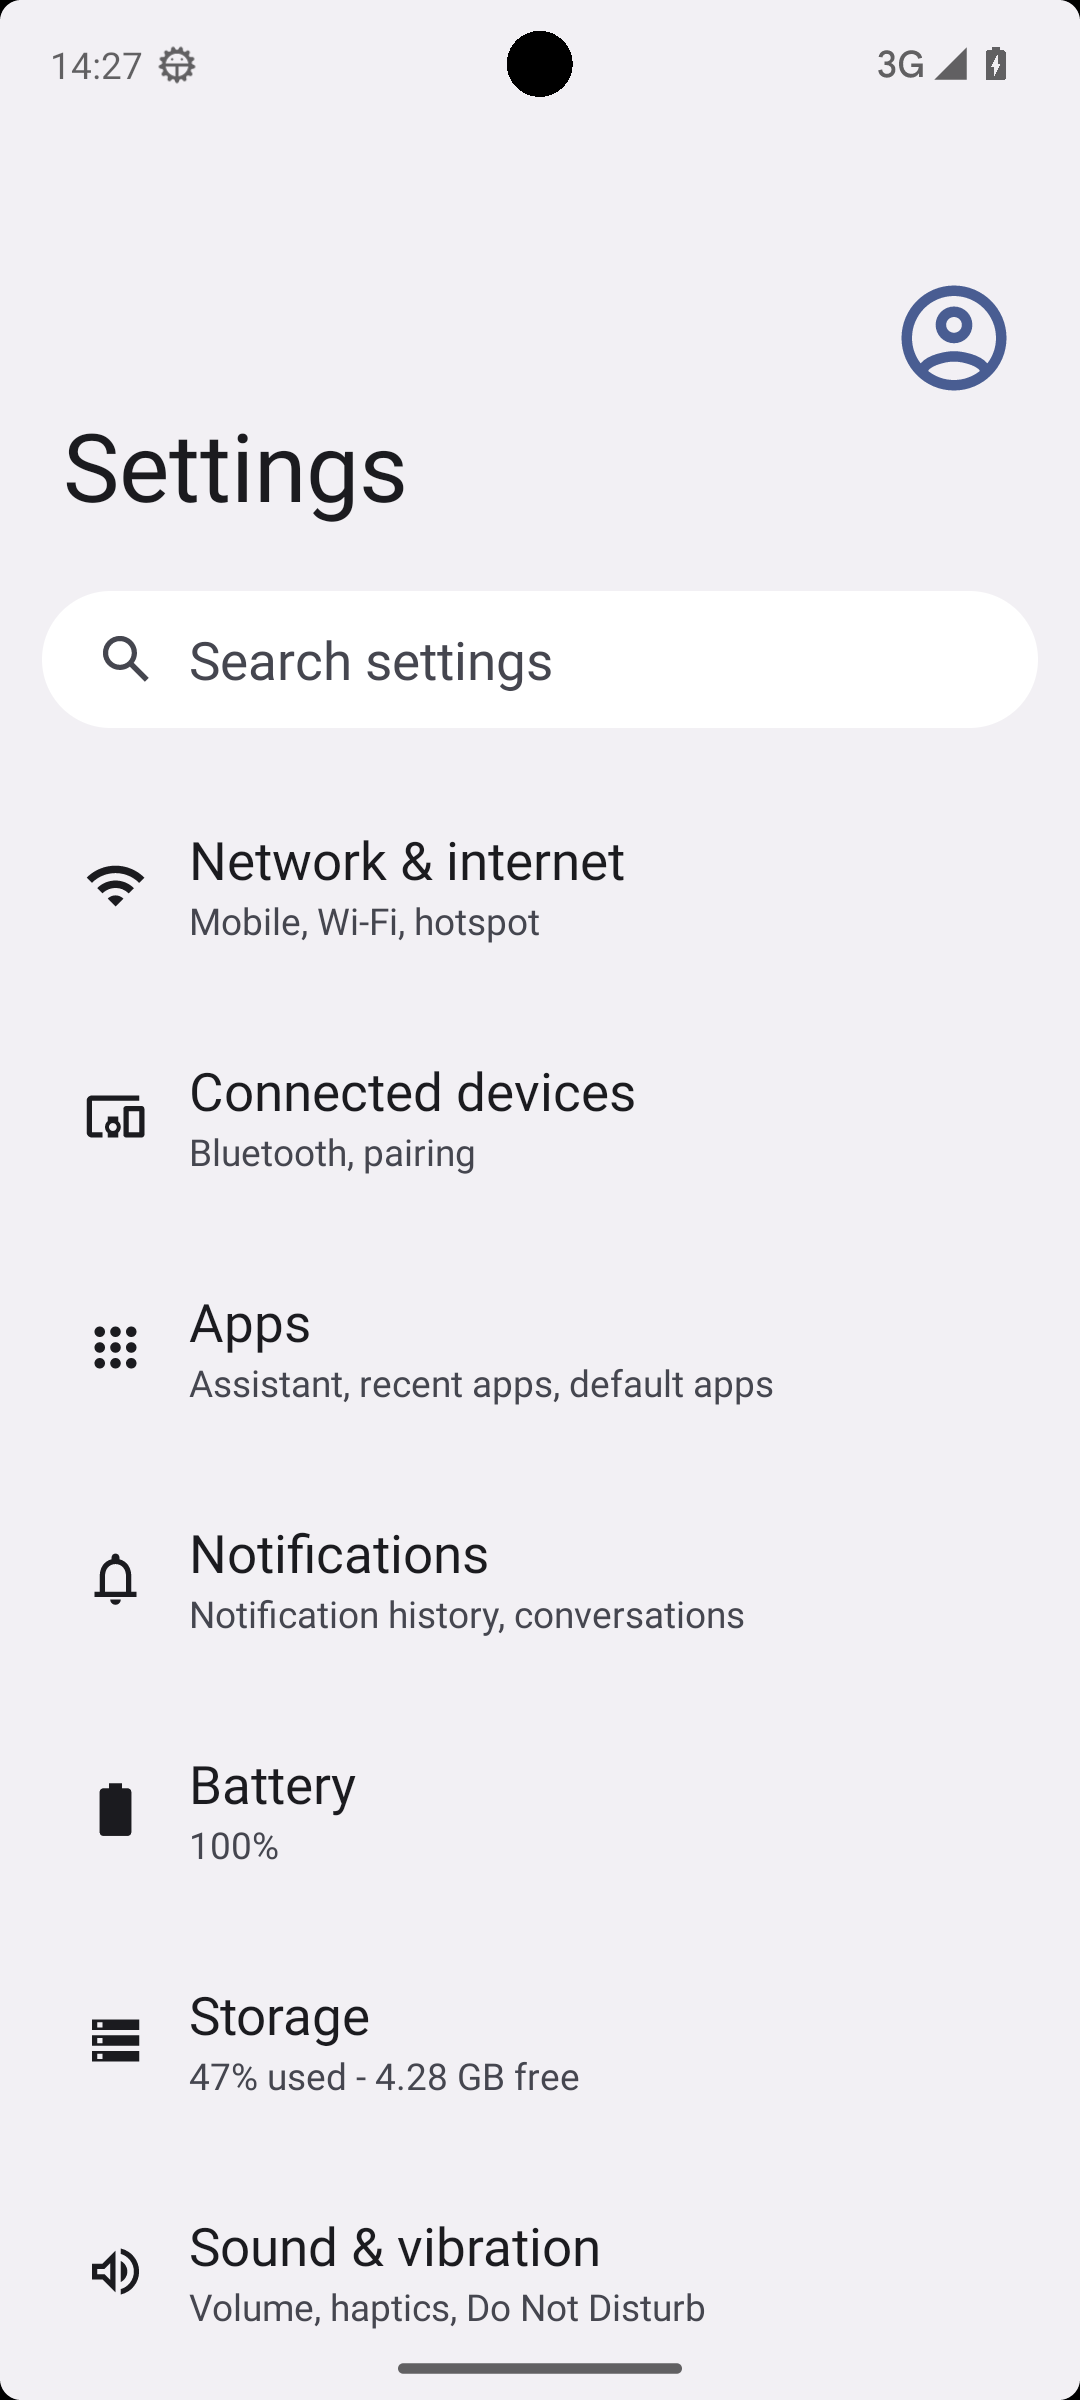 14:27
3G
Settings
Search settings
Network & internet
Mobile, Wi-Fi, hotspot
Connected devices
Bluetooth, pairing
Apps
Assistant, recent apps, default apps
Notifications
Notification history, conversations
Battery
100%
Storage
47% used - 4.28 GB free
Sound & vibration
Volume, haptics, Do Not Disturb